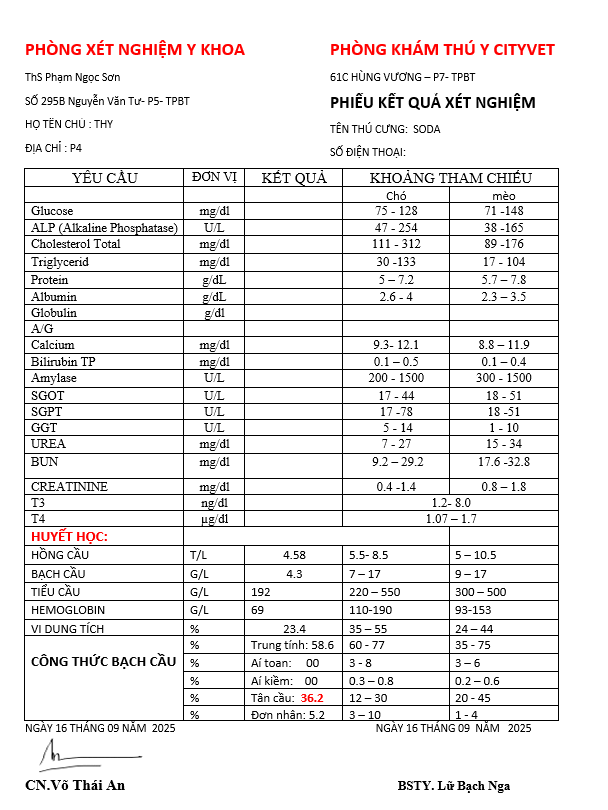 PHÒNG XÉT NGHIỆM Y KHOA
PHÒNG KHÁM THÚ Y CITYVET
ThS Phạm Ngọc Sơn
61C HÙNG VƯƠNG – P7- TPBT
SỐ 295B Nguyễn Văn Tư- P5- TPBT
PHIẾU KẾT QUẢ XÉT NGHIỆM
HỌ TÊN CHỦ : THY
TÊN THÚ CƯNG: SODA
ĐỊA CHỈ : P4
SỐ ĐIỆN THOẠI:
YÊU CẦU ĐƠN VỊ KẾT QUẢ KHOẢNG THAM CHIẾU
Chó mèo
Glucose mg/dl 75 - 128 71 -148
ALP (Alkaline Phosphatase) U/L 47 - 254 38 -165
Cholesterol Total mg/dl 111 - 312 89 -176
Triglycerid mg/dl 30 -133 17 - 104
Protein g/dL 5 – 7.2 5.7 – 7.8
Albumin g/dL 2.6 - 4 2.3 – 3.5
Globulin g/dl
A/G
Calcium mg/dl 9.3- 12.1 8.8 – 11.9
Bilirubin TP mg/dl 0.1 – 0.5 0.1 – 0.4
Amylase U/L 200 - 1500 300 - 1500
SGOT U/L 17 - 44 18 - 51
SGPT U/L 17 -78 18 -51
GGT U/L 5 - 14 1 - 10
UREA mg/dl 7 - 27 15 - 34
BUN mg/dl 9.2 – 29.2 17.6 -32.8
CREATININE mg/dl 0.4 -1.4 0.8 – 1.8
T3 ng/dl 1.2- 8.0
T4 µg/dl 1.07 – 1.7
HUYẾT HỌC:
HỒNG CẦU T/L 4.58 5.5- 8.5 5 – 10.5
BẠCH CẦU G/L 4.3 7 – 17 9 – 17
TIỂU CẦU G/L 192 220 – 550 300 – 500
HEMOGLOBIN G/L 69 110-190 93-153
VI DUNG TÍCH % 23.4 35 – 55 24 – 44
CÔNG THỨC BẠCH CẦU
% Trung tính: 58.6 60 - 77 35 - 75
% Aí toan: 00 3 - 8 3 – 6
% Aí kiềm: 00 0.3 – 0.8 0.2 – 0.6
% Tân cầu: 36.2 12 – 30 20 - 45
% Đơn nhân: 5.2 3 – 10 1 - 4
NGÀY 16 THÁNG 09 NĂM 2025
NGÀY 16 THÁNG 09 NĂM 2025
CN.Võ Thái An
BSTY. Lữ Bạch Nga